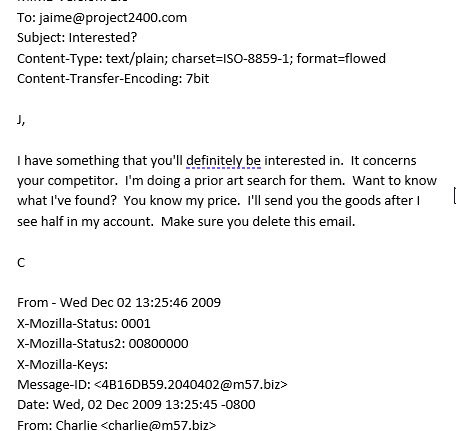 To: jaime@project2400.com
Subject: Interested?
Content-Type: text/plain; charset=ISO-8859-1; format=flowed
Content-Transfer-Encoding: 7bit
J,
I have something that you'll definitely be interested in.  It concerns
your competitor.  I'm doing a prior art search for them.  Want to know
what I've found?  You know my price.  I'll send you the goods after I
see half in my account.  Make sure you delete this email.
C
From - Wed Dec 02 13:25:46 2009
X-Mozilla-Status: 0001
X-Mozilla-Status2: 00800000
X-Mozilla-Keys:
Message-ID: <4B16DB59.2040402@m57.biz>
Date: Wed, 02 Dec 2009 13:25:45 -0800
From: Charlie <charlie@m57.biz>